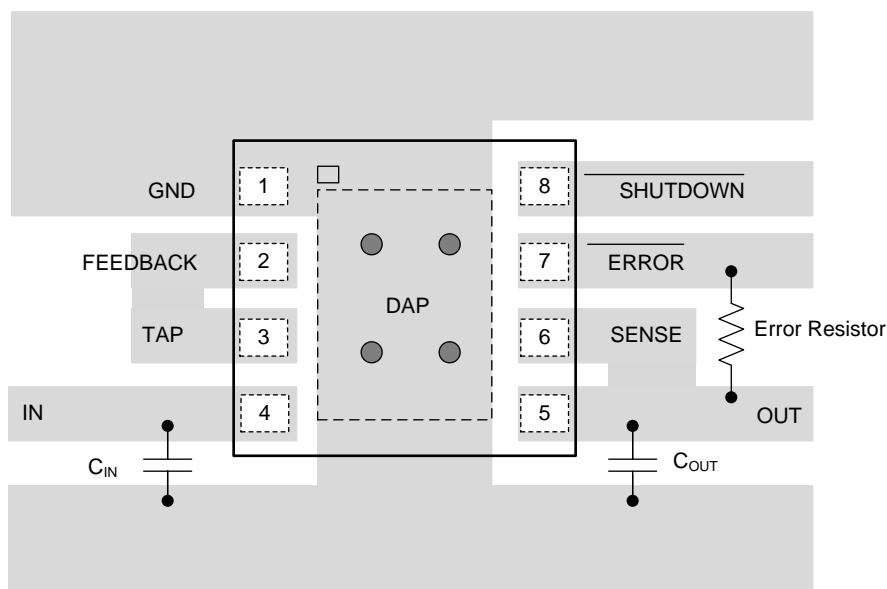 GND 1 8 SHUTDOWN
FEEDBACK 2 7 ERROR
DAP
TAP 3 6 SENSE Error Resistor
IN 4 5 OUT
CIN COUT